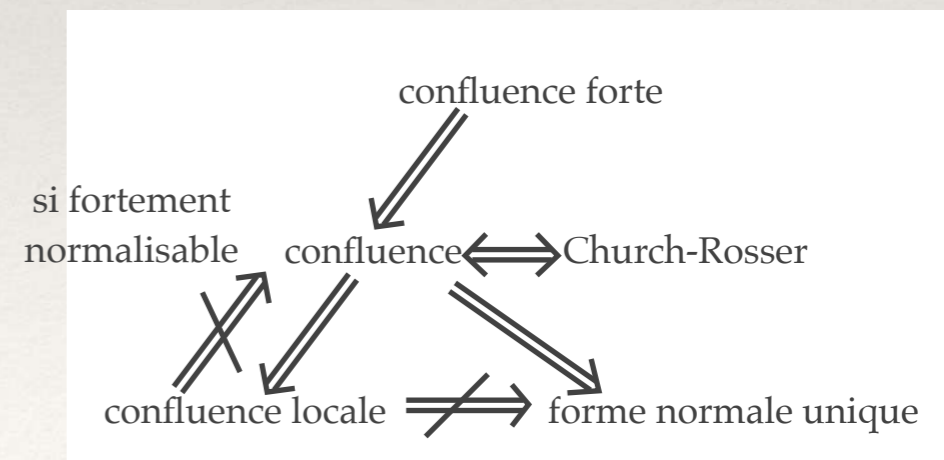 confluence forte
si fortement
normalisable
confluence
Church-Rosser
confluence locale
forme normale unique